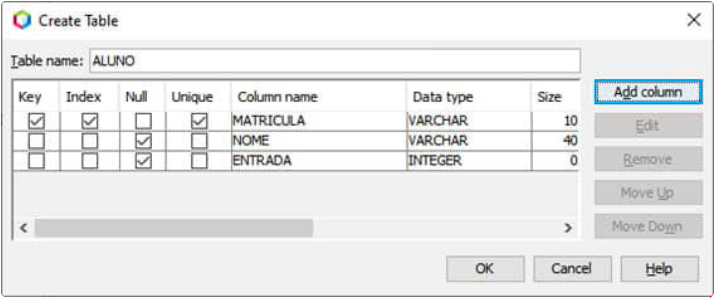 Create Table
Table name: ALUNO
Key Index Null Unique Column name Data type Size
MATRICULA VARCHAR 10
NOME VARCHAR 40
ENTRADA INTEGER 0
Add column
Edit
Remove
Move Up
Move Down
OK Cancel Help